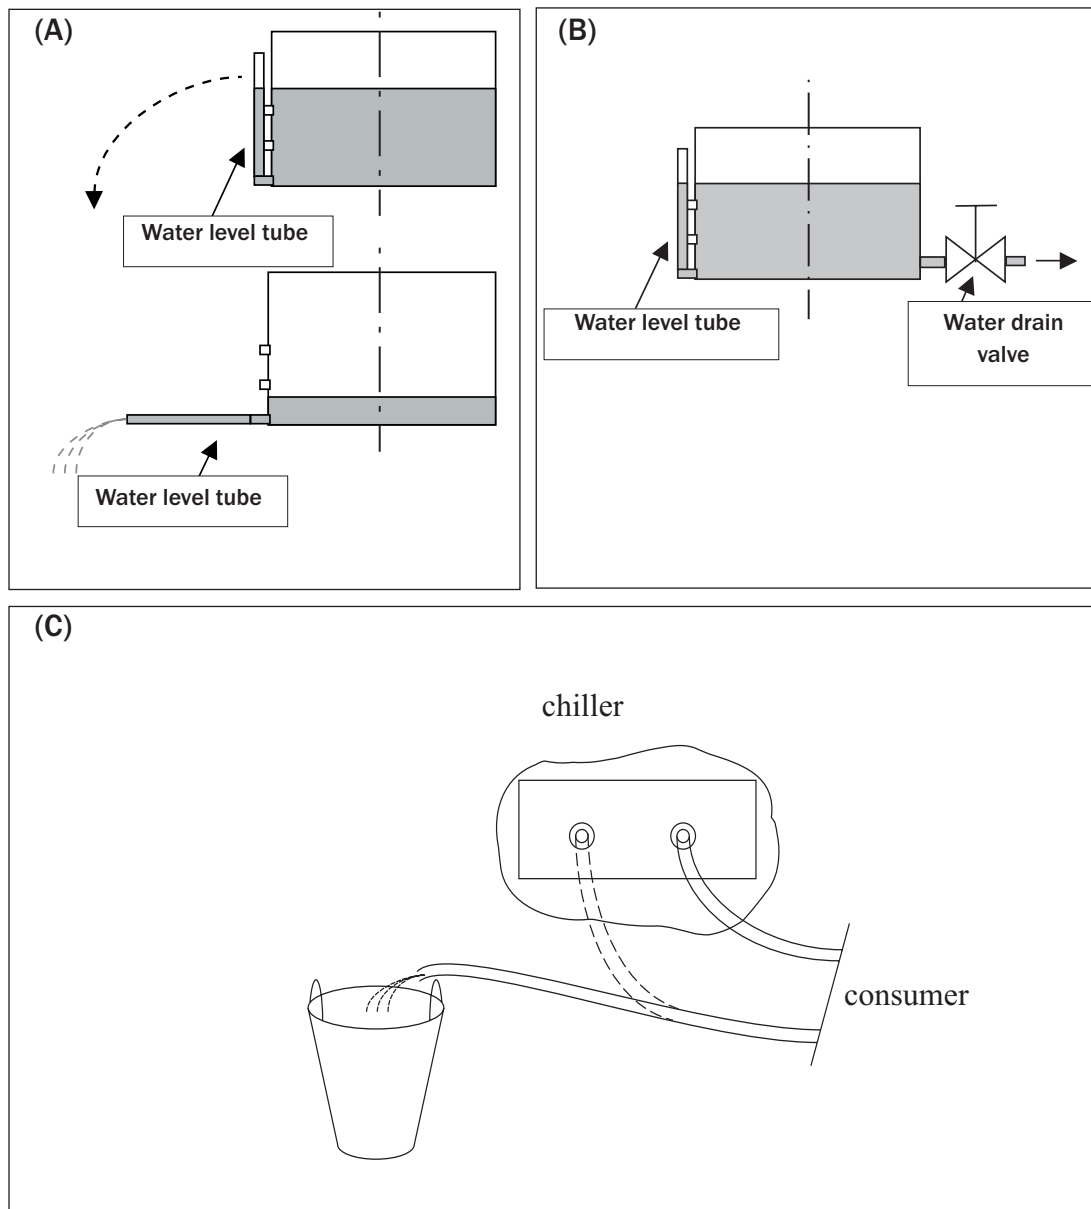 (A)
Water level tube
Water level tube
(B)
Water level tube
Water drain
valve
(C)
chiller
consumer